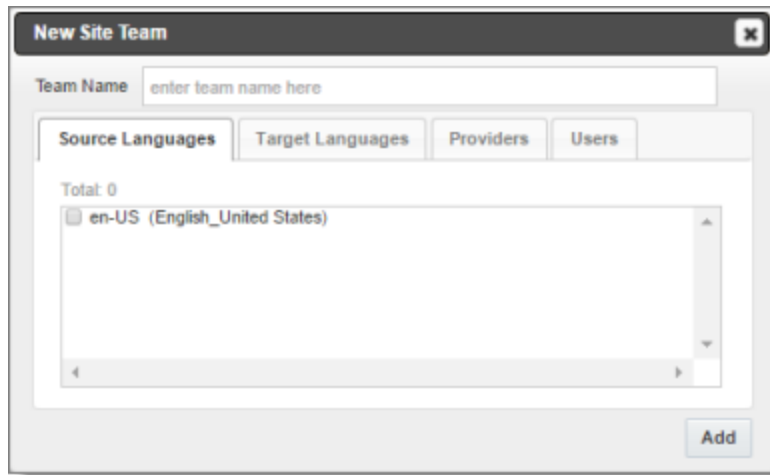 New Site Team
Team Name enter team name here
Source Languages Target Languages Providers Users
Total: 0
en-US (English_United States)
Add